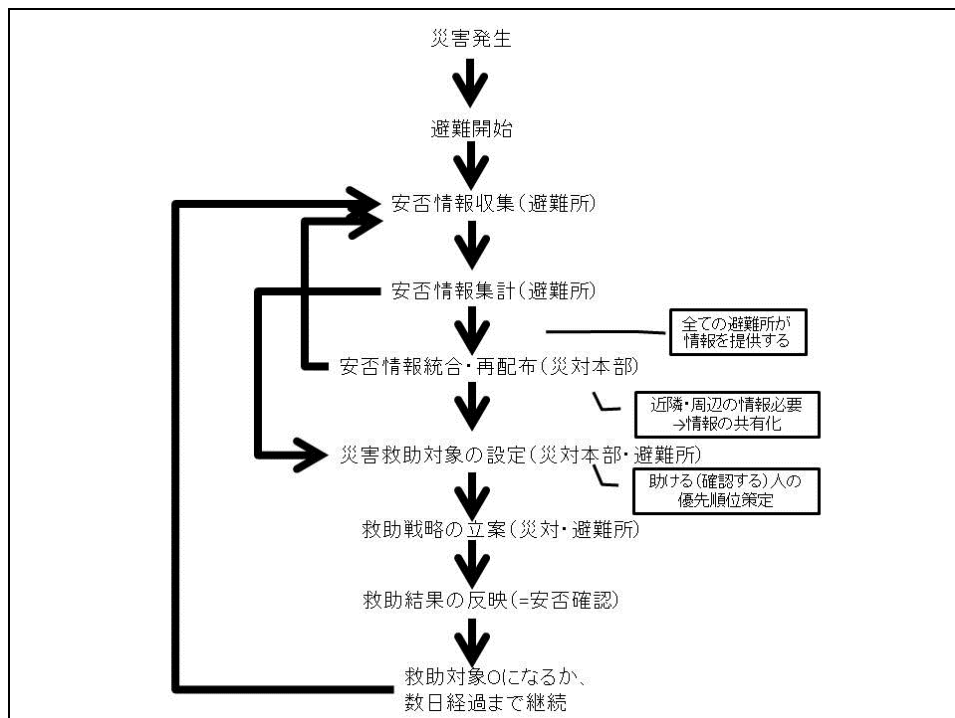 災害発生
避難開始
安否情報収集(避難所)
安否情報集計(避難所)
全ての避難所が
情報を提供する
安否情報統合・再配布(災対本部)
近隣・周辺の情報必要
→情報の共有化
災害救助対象の設定(災対本部・避難所)
助ける(確認する)人の
優先順位策定
救助戦略の立案(災対・避難所)
救助結果の反映(=安否確認)
救助対象0になるか、
数日経過まで継続